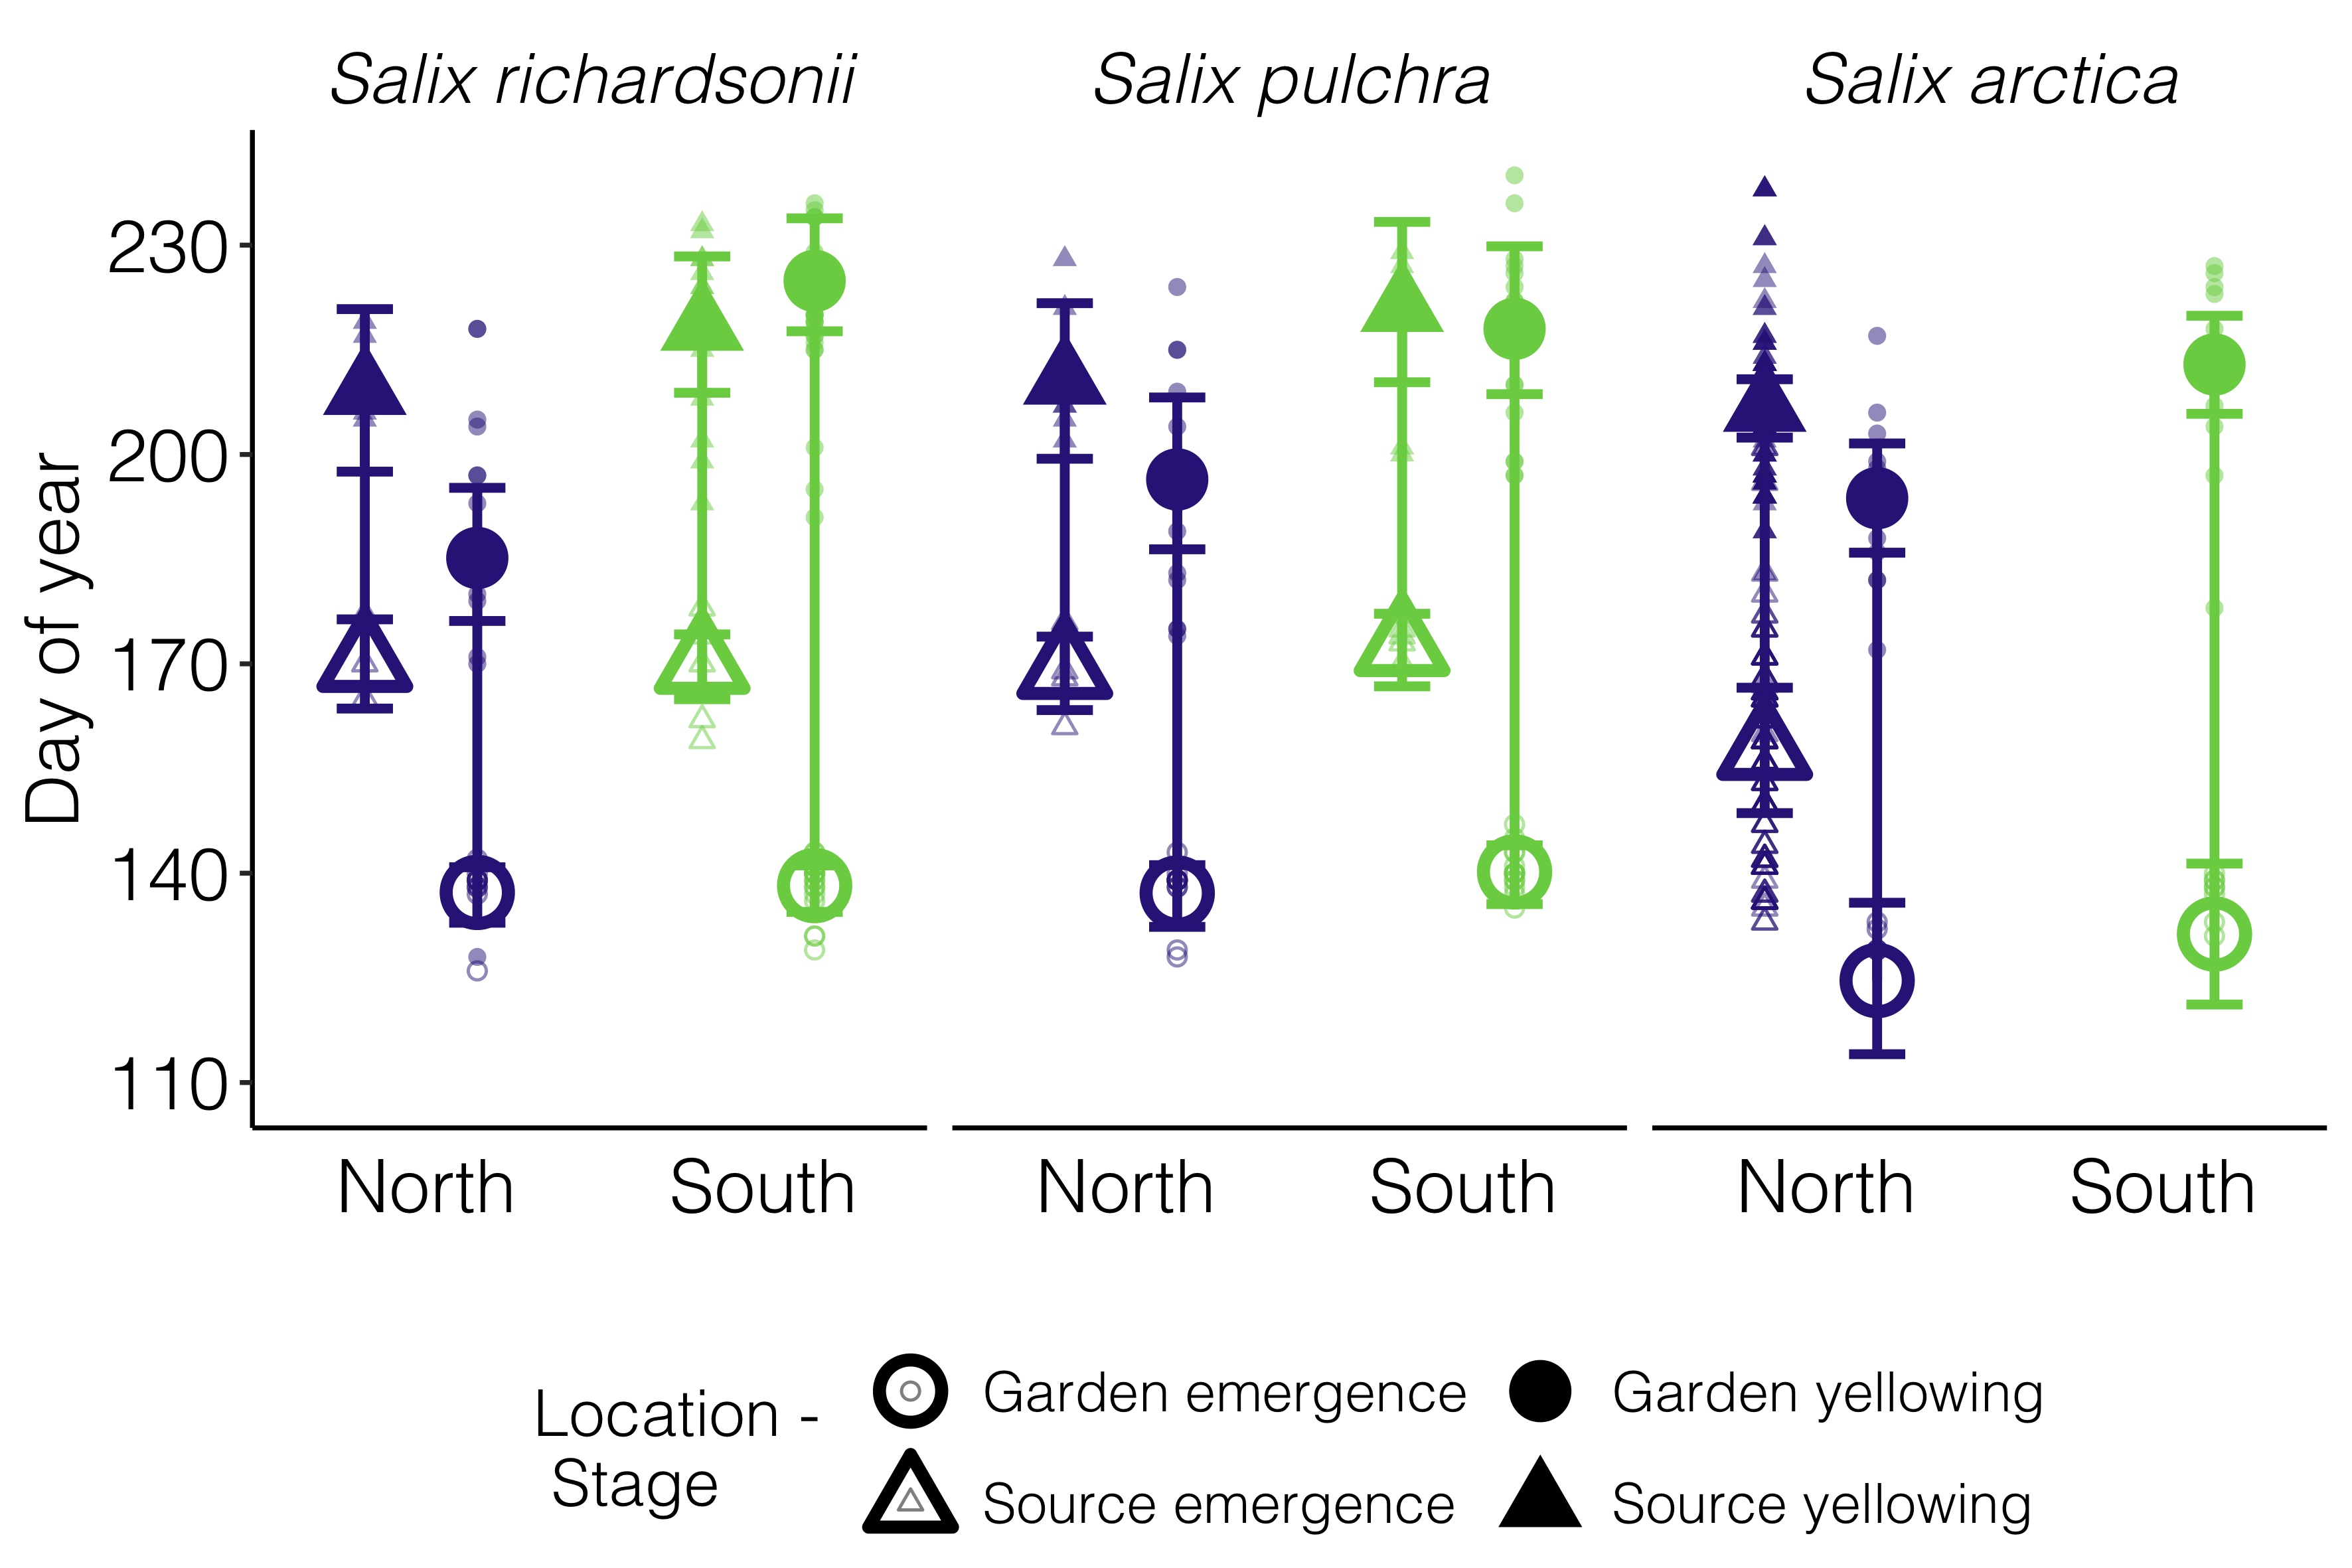 Salix richardsonii Salix pulchra Salix arctica
Day of year
230
200
170
140
110
North South North South North South
Location - Stage
Garden emergence Garden yellowing
Source emergence Source yellowing